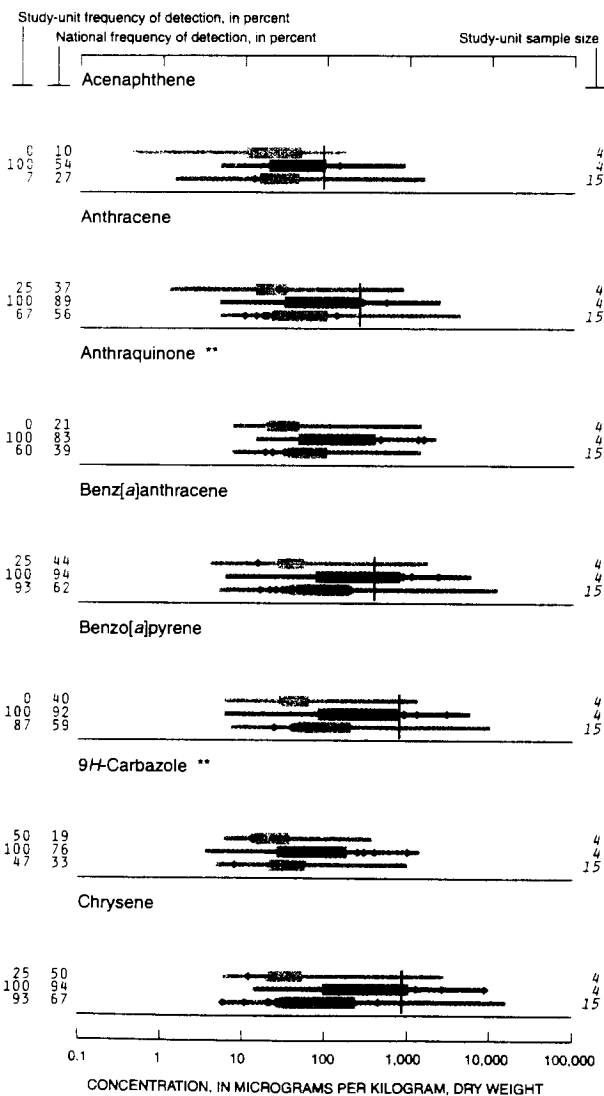 Study-unit frequency of detection, in percent
National frequency of detection, in percent
Study-unit sample size
Acenaphthene
0 10 4
100 54 4
7 27 15
Anthracene
25 37 4
100 89 4
67 56 15
Anthraquinone **
0 21 4
100 83 4
60 39 15
Benz[a]anthracene
25 44 4
100 94 4
93 62 15
Benzo[a]pyrene
0 40 4
100 92 4
87 59 15
9H-Carbazole **
50 19 4
100 76 4
47 33 15
Chrysene
25 50 4
100 94 4
93 67 15
0.1 1 10 100 1,000 10,000 100,000
CONCENTRATION, IN MICROGRAMS PER KILOGRAM, DRY WEIGHT